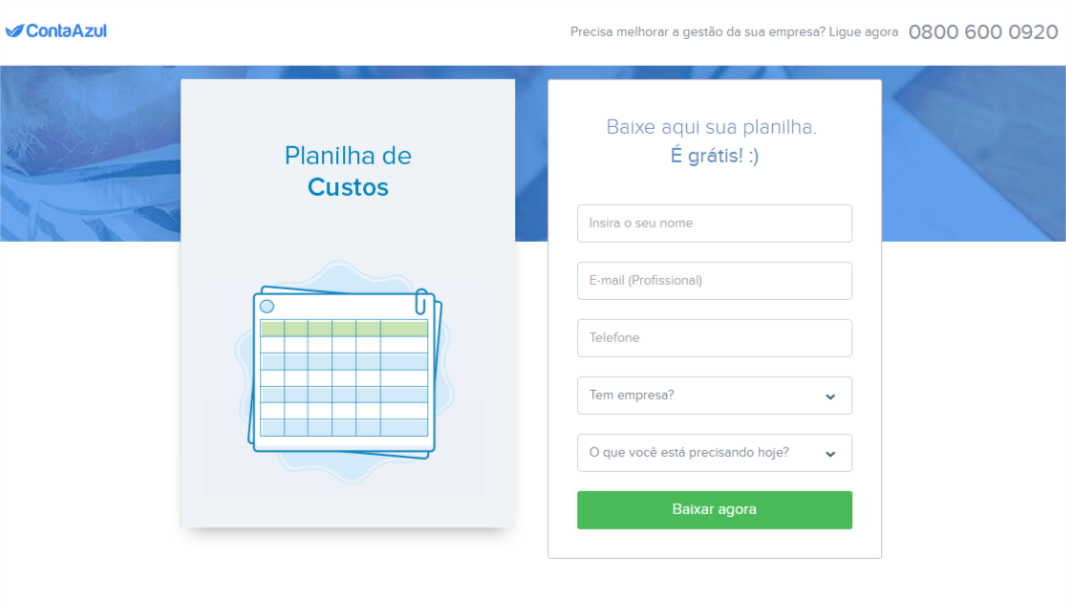 ContaAzul
Precisa melhorar a gestão da sua empresa? Ligue agora 0800 600 0920
Planilha de
Custos
Baixe aqui sua planilha.
É grátis! :)
Insira o seu nome
E-mail (Profissional)
Telefone
Tem empresa?
O que você está precisando hoje?
Baixar agora